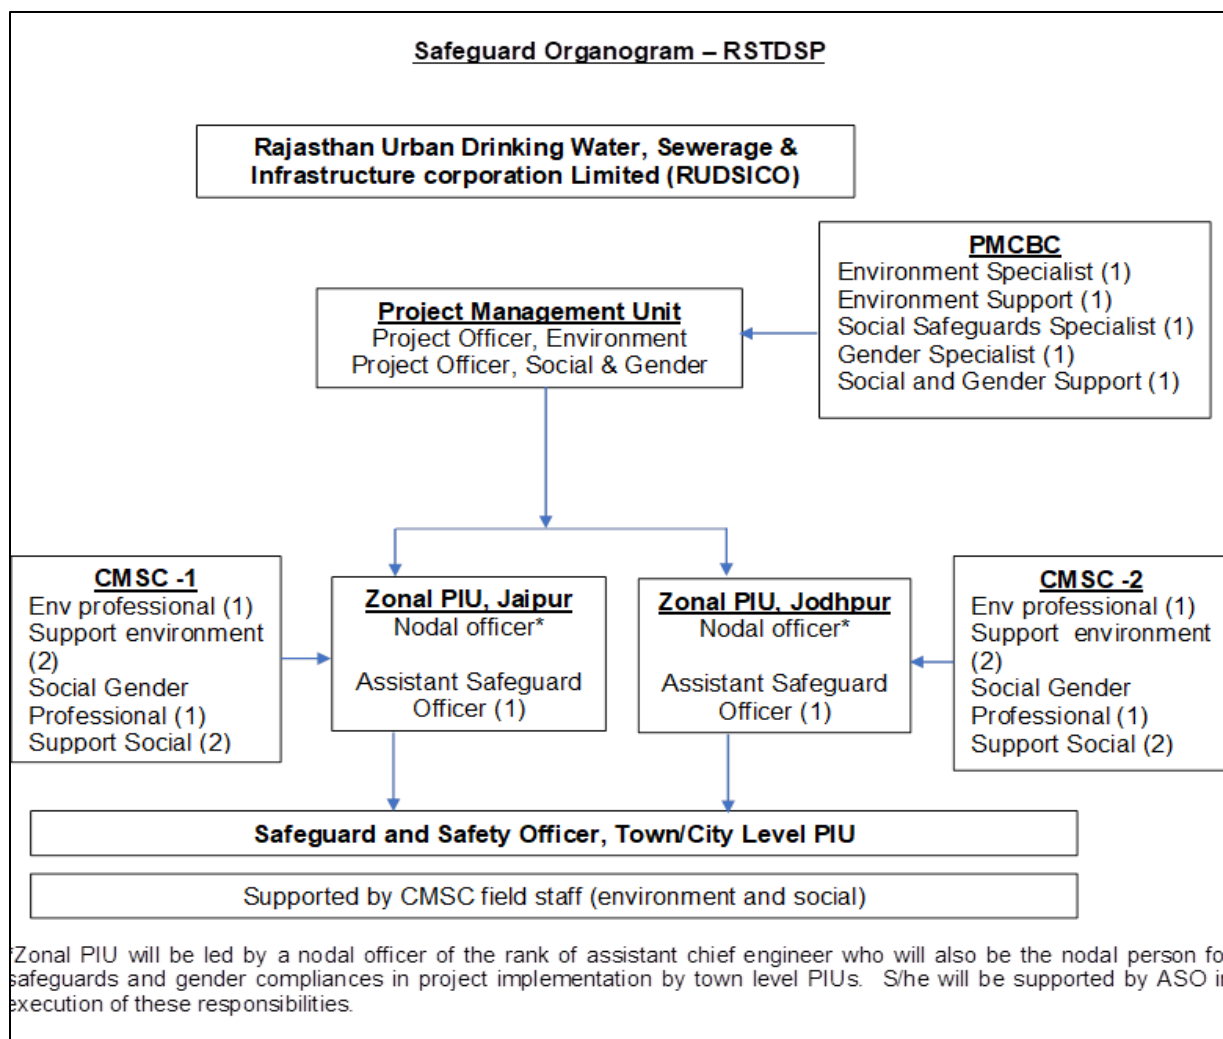 Safeguard Organogram – RSTDSP
Rajasthan Urban Drinking Water, Sewerage &
Infrastructure corporation Limited (RUDSICO)
PMCBC
Environment Specialist (1)
Environment Support (1)
Social Safeguards Specialist (1)
Gender Specialist (1)
Social and Gender Support (1)
Project Management Unit
Project Officer, Environment
Project Officer, Social & Gender
CMSC -1
Env professional (1)
Support environment
(2)
Social Gender
Professional (1)
Support Social (2)
Zonal PIU, Jaipur
Nodal officer*
Assistant Safeguard
Officer (1)
Zonal PIU, Jodhpur
Nodal officer*
Assistant Safeguard
Officer (1)
CMSC -2
Env professional (1)
Support environment
(2)
Social Gender
Professional (1)
Support Social (2)
Safeguard and Safety Officer, Town/City Level PIU
Supported by CMSC field staff (environment and social)
*Zonal PIU will be led by a nodal officer of the rank of assistant chief engineer who will also be the nodal person fo
safeguards and gender compliances in project implementation by town level PIUs. S/he will be supported by ASO in
execution of these responsibilities.